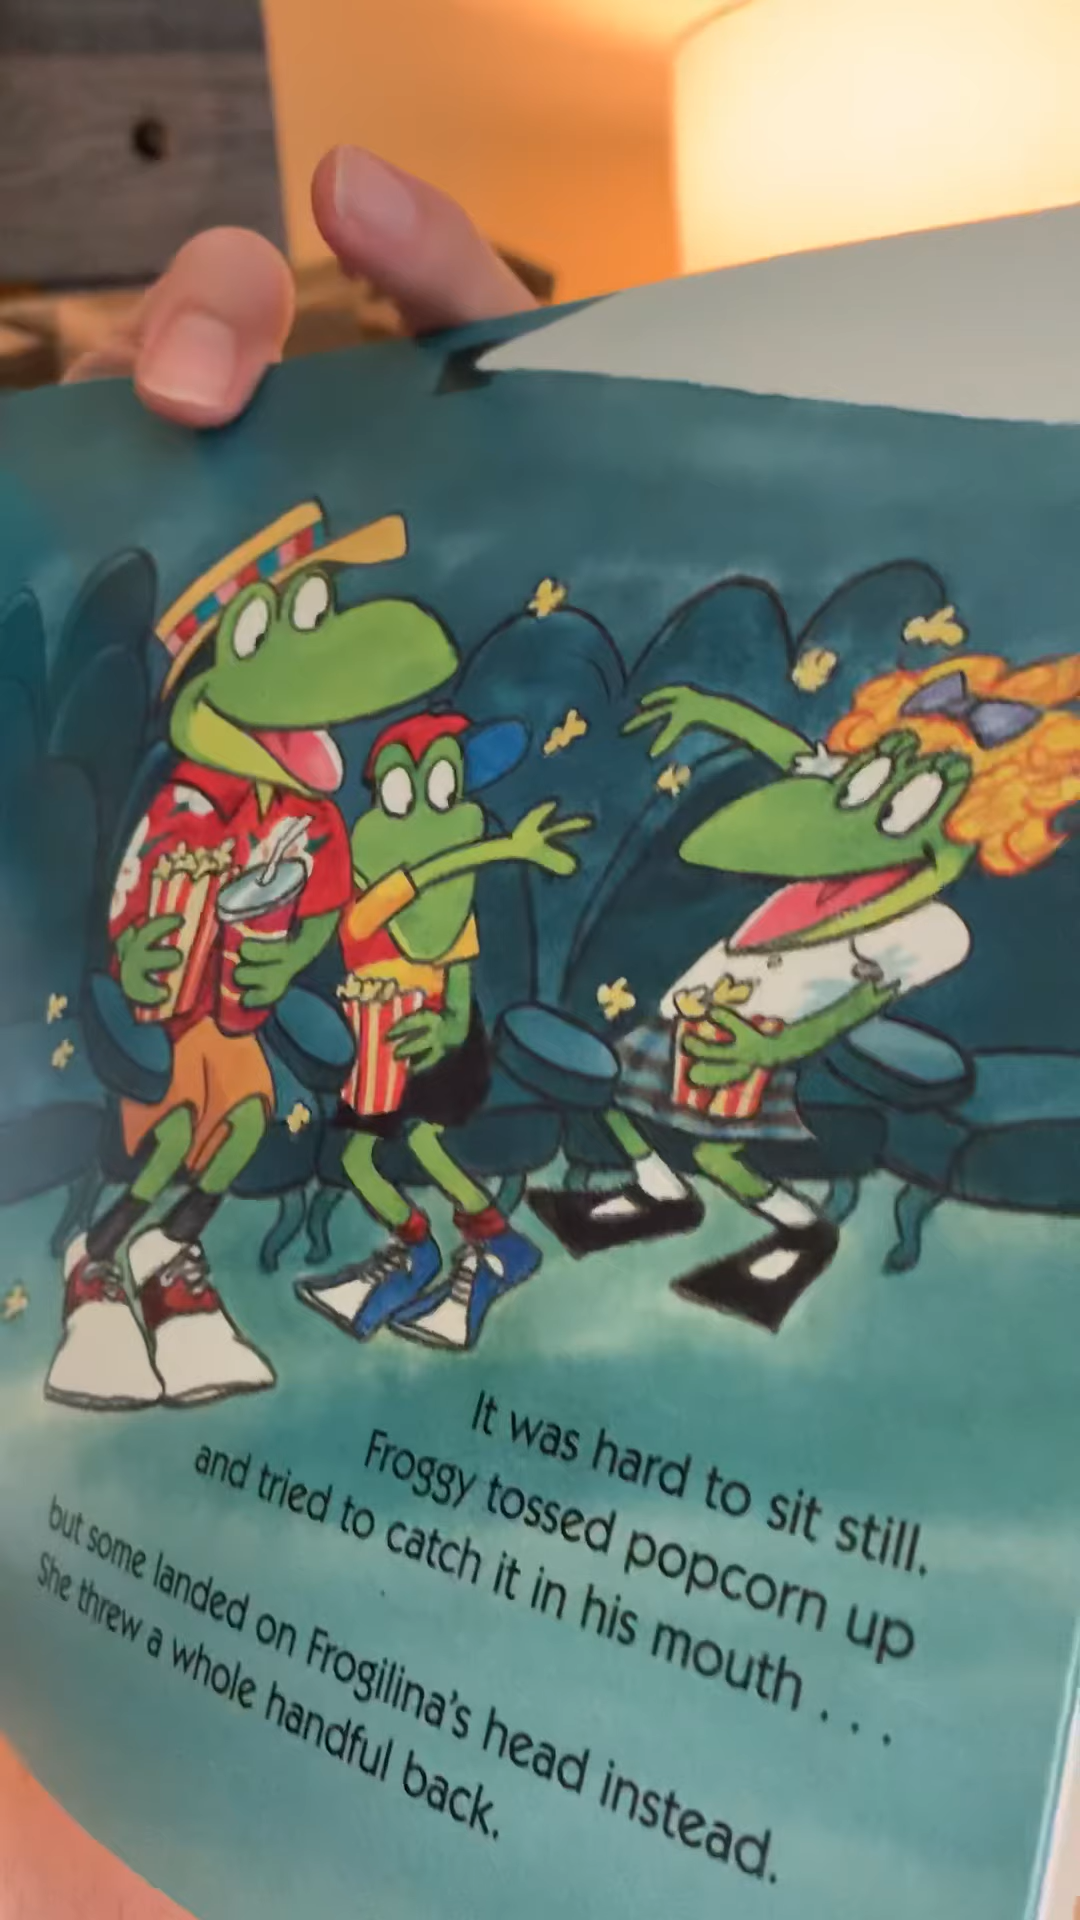 It was hard to sit still.
Froggy tossed popcorn up
and tried to catch it in his mouth . . .
but some landed on Frogilina's head instead.
She threw a whole handful back.